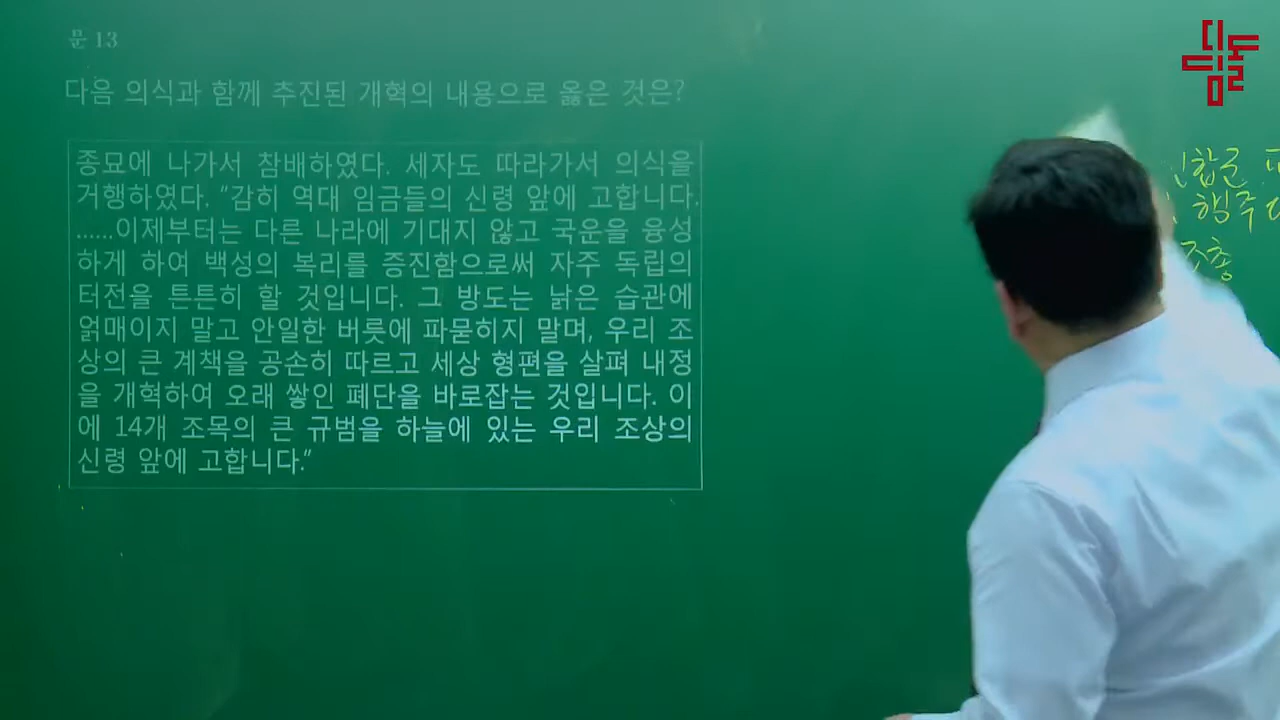 문 13
다음 의식과 함께 추진된 개혁의 내용으로 옳은 것은?
종묘에 나가서 참배하였다. 세자도 따라가서 의식을
거행하였다. "감히 역대 임금들의 신령 앞에 고합니다.
……이제부터는 다른 나라에 기대지 않고 국운을 융성
하게 하여 백성의 복리를 증진함으로써 자주 독립의
터전을 튼튼히 할 것입니다. 그 방도는 낡은 습관에
얽매이지 말고 안일한 버릇에 파묻히지 말며, 우리 조
상의 큰 계책을 공손히 따르고 세상 형편을 살펴 내정
을 개혁하여 오래 쌓인 폐단을 바로잡는 것입니다. 이
에 14개 조목의 큰 규범을 하늘에 있는 우리 조상의
신령 앞에 고합니다."
디돌
딤돌
행주
조총